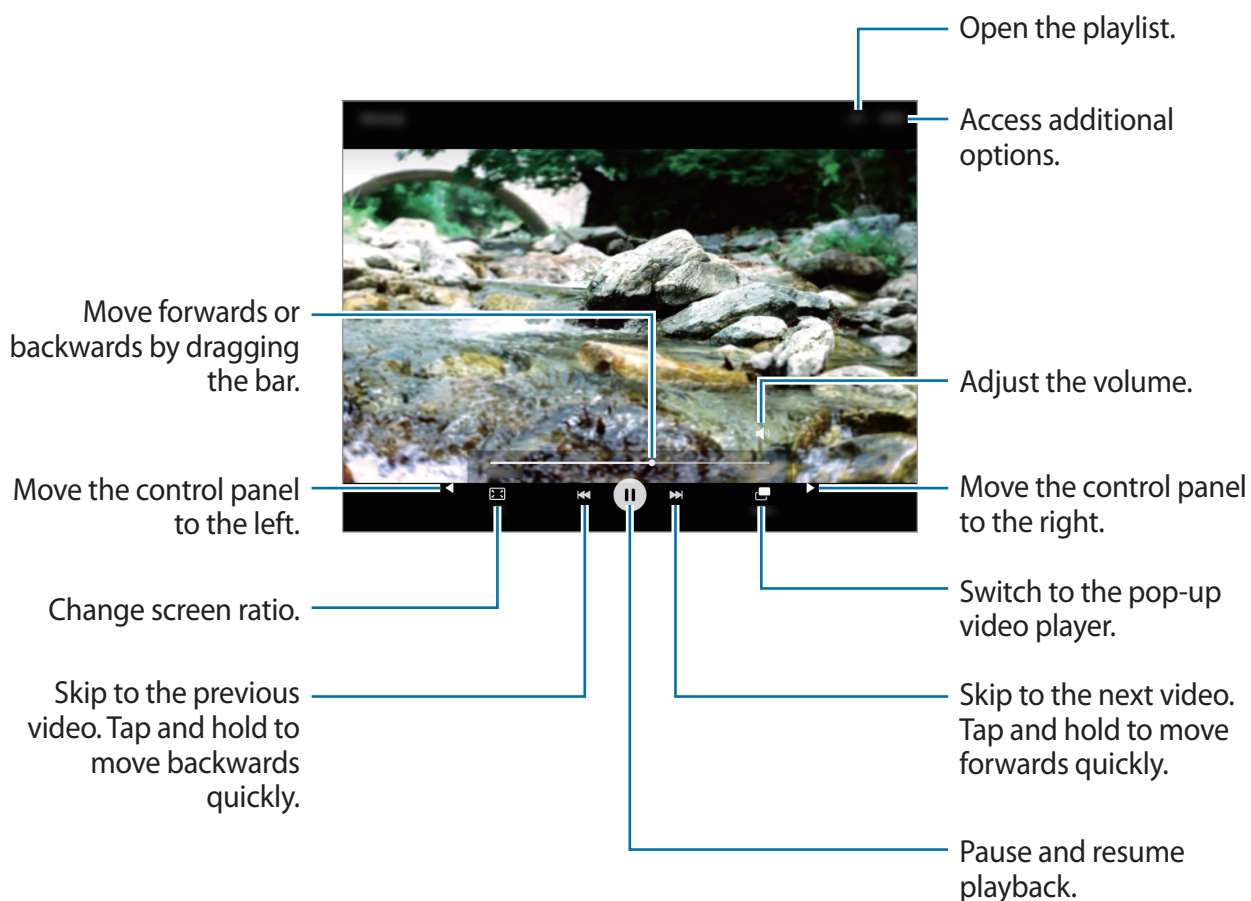 Open the playlist.
Access additional
options.
Move forwards or
backwards by dragging
the bar.
Adjust the volume.
Move the control panel
to the left.
Move the control panel
to the right.
Change screen ratio.
Switch to the pop-up
video player.
Skip to the previous
video. Tap and hold to
move backwards
quickly.
Skip to the next video.
Tap and hold to move
forwards quickly.
Pause and resume
playback.